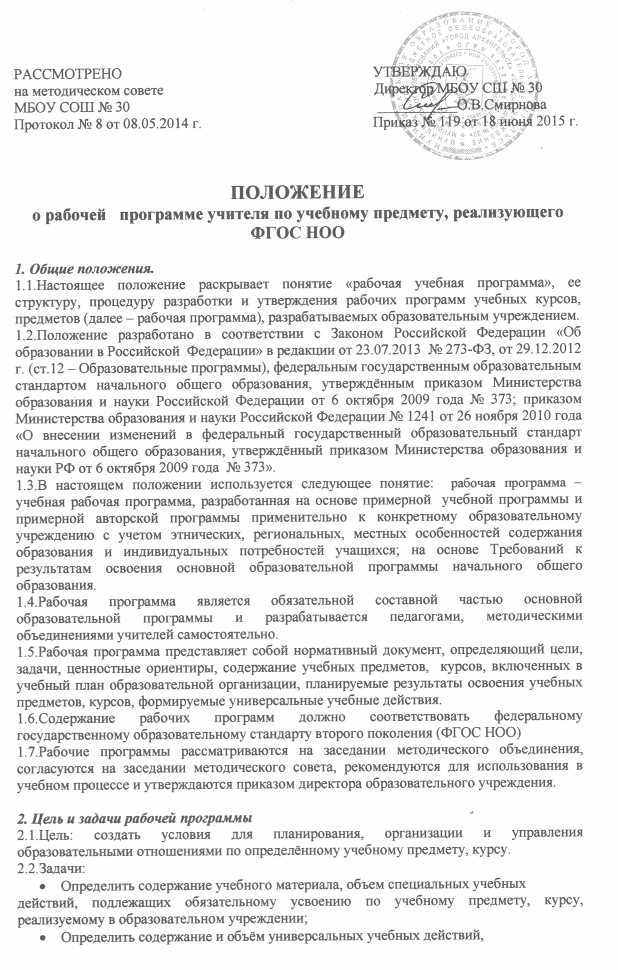 РАССМОТРЕНО
на методическом совете
МБОУ СОШ № 30
Протокол № 8 от 08.05.2014 г.
УТВЕРЖДАЮ
Директор МБОУ СШ № 30
О.В.Смирнова
Приказ № 119 от 18 июня 2015 г.
ПОЛОЖЕНИЕ
о рабочей программе учителя по учебному предмету, реализующего
ФГОС НОО
1. Общие положения.
1.1.Настоящее положение раскрывает понятие «рабочая учебная программа», ее
структуру, процедуру разработки и утверждения рабочих программ учебных курсов,
предметов (далее – рабочая программа), разрабатываемых образовательным учреждением.
1.2.Положение разработано в соответствии с Законом Российской Федерации «Об
образовании в Российской Федерации» в редакции от 23.07.2013 № 273-ФЗ, от 29.12.2012
г. (ст.12 – Образовательные программы), федеральным государственным образовательным
стандартом начального общего образования, утверждённым приказом Министерства
образования и науки Российской Федерации от 6 октября 2009 года № 373; приказом
Министерства образования и науки Российской Федерации № 1241 от 26 ноября 2010 года
«О внесении изменений в федеральный государственный образовательный стандарт
начального общего образования, утверждённый приказом Министерства образования и
науки РФ от 6 октября 2009 года № 373».
1.3.В настоящем положении используется следующее понятие: рабочая программа –
учебная рабочая программа, разработанная на основе примерной учебной программы и
примерной авторской программы применительно к конкретному образовательному
учреждению с учетом этнических, региональных, местных особенностей содержания
образования и индивидуальных потребностей учащихся; на основе Требований к
результатам освоения основной образовательной программы начального общего
образования.
1.4.Рабочая программа является обязательной составной частью основной
образовательной программы и разрабатывается педагогами, методическими
объединениями учителей самостоятельно.
1.5.Рабочая программа представляет собой нормативный документ, определяющий цели,
задачи, ценностные ориентиры, содержание учебных предметов, курсов, включенных в
учебный план образовательной организации, планируемые результаты освоения учебных
предметов, курсов, формируемые универсальные учебные действия.
1.6.Содержание рабочих программ должно соответствовать федеральному
государственному образовательному стандарту второго поколения (ФГОС НОО)
1.7.Рабочие программы рассматриваются на заседании методического объединения,
согласуются на заседании методического совета, рекомендуются для использования в
учебном процессе и утверждаются приказом директора образовательного учреждения.
2. Цель и задачи рабочей программы
2.1.Цель: создать условия для планирования, организации и управления
образовательными отношениями по определённому учебному предмету, курсу.
2.2.Задачи:
• Определить содержание учебного материала, объем специальных учебных
действий, подлежащих обязательному усвоению по учебному предмету, курсу,
реализуемому в образовательном учреждении;
• Определить содержание и объём универсальных учебных действий,